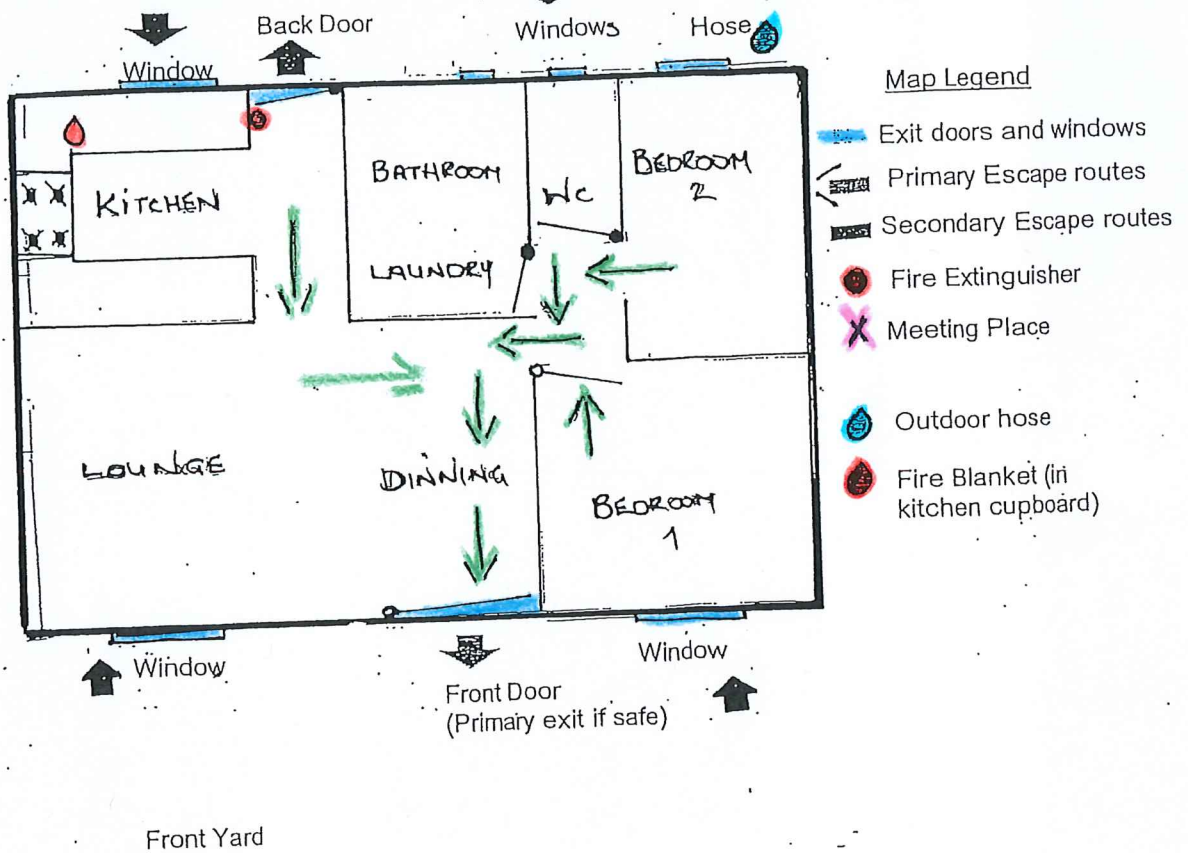 Back Door
Windows
Hose
Window
Map Legend
Exit doors and windows
Primary Escape routes
Secondary Escape routes
Fire Extinguisher
Meeting Place
Outdoor hose
Fire Blanket (in
kitchen cupboard)
KITCHEN
BATHROOM
LAUNDRY
WC
BEDROOM
2
LOUNGE
DINNING
BEDROOM
1
Window
Front Door
(Primary exit if safe)
Window
Front Yard